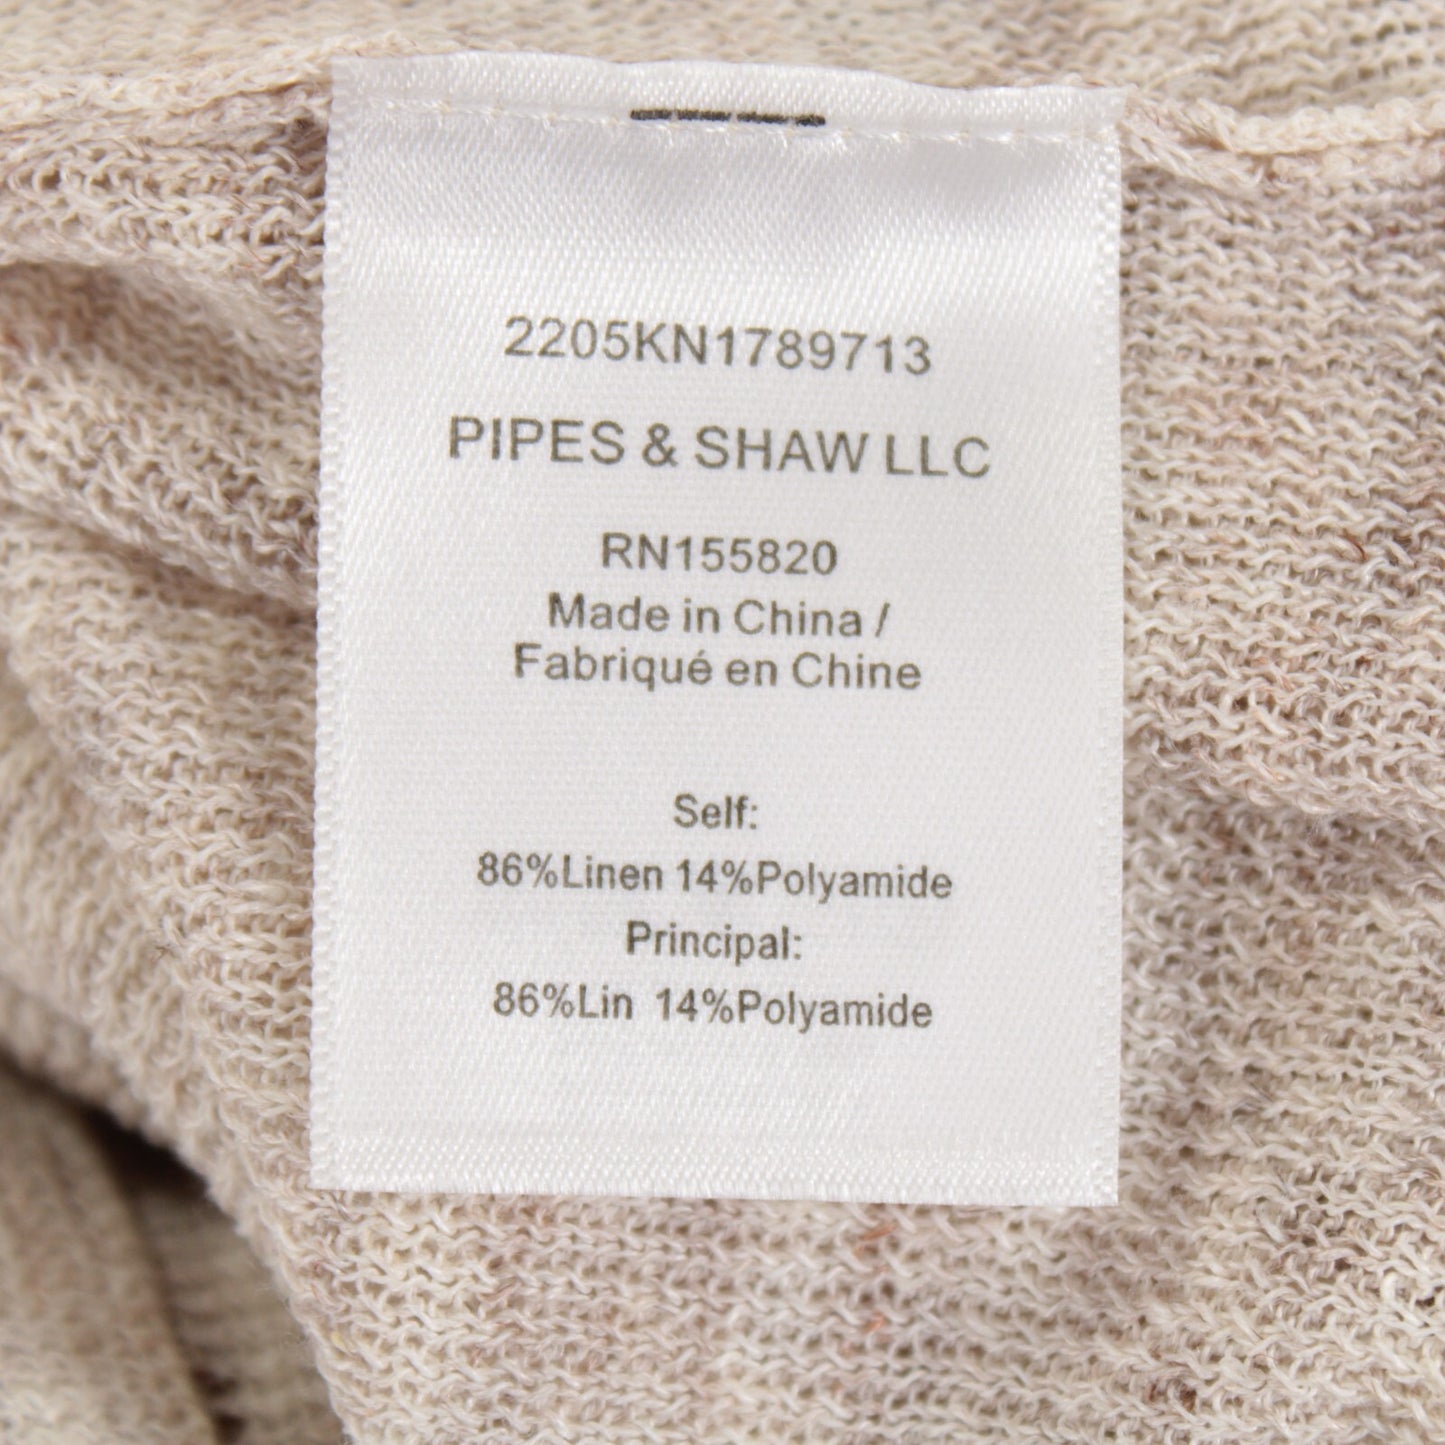 2205KN1789713
PIPES & SHAW LLC
RN155820
Made in China /
Fabriqué en Chine
Self:
86%Linen 14%Polyamide
Principal:
86%Lin 14%Polyamide